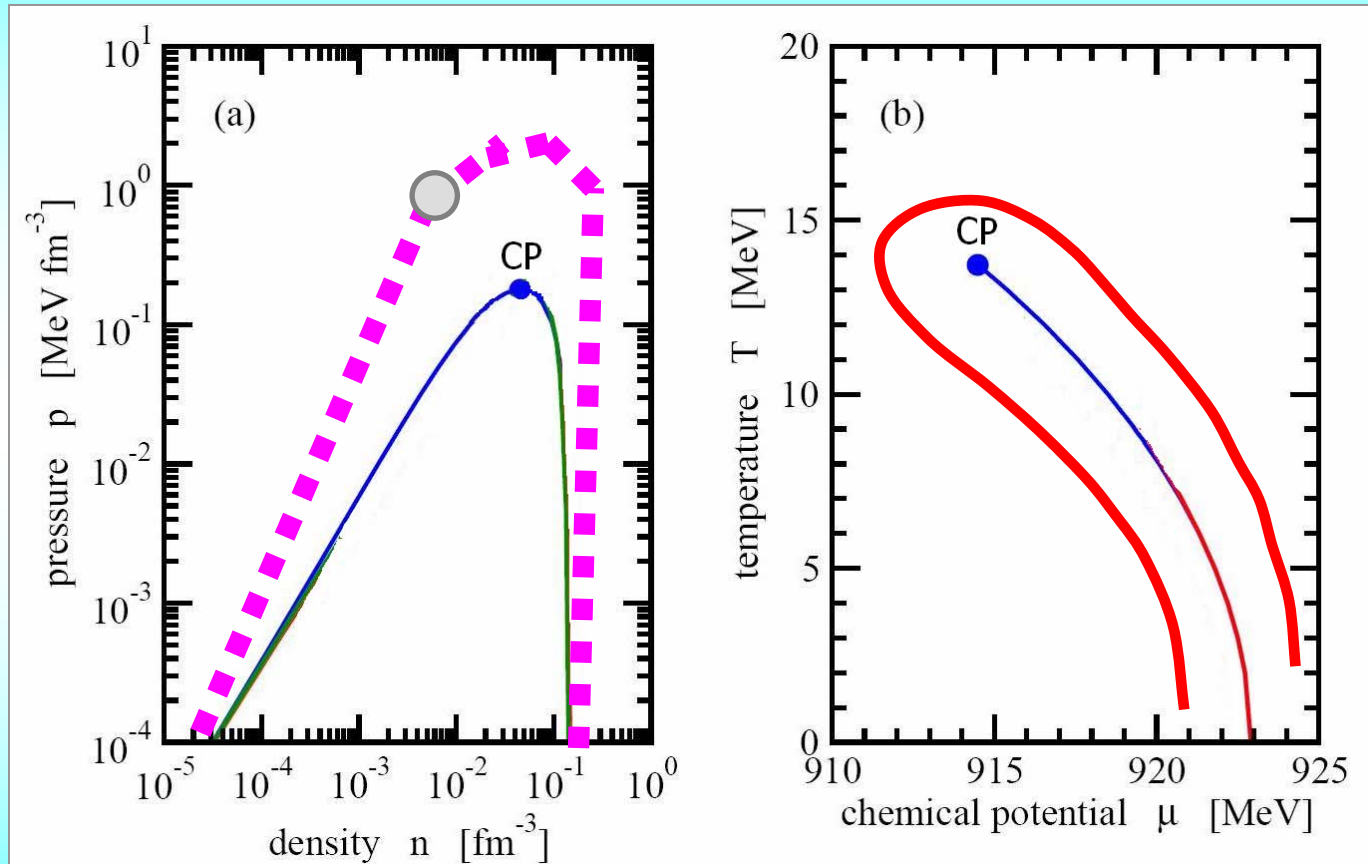 (a)
CP
10^1
10^0
10^-1
10^-2
10^-3
10^-4
pressure p [MeV fm^-3]
10^-5
10^-4
10^-3
10^-2
10^-1
10^0
density n [fm^-3]
(b)
CP
20
15
10
5
0
temperature T [MeV]
910
915
920
925
chemical potential μ [MeV]